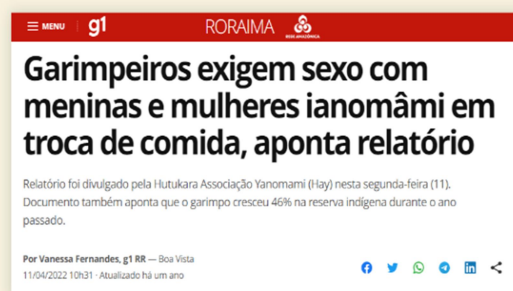 MENU g1 RORAIMA REDE AMAZÔNICA
Garimpeiros exigem sexo com
meninas e mulheres ianomâmi em
troca de comida, aponta relatório
Relatório foi divulgado pela Hutukara Associação Yanomami (Hay) nesta segunda-feira (11).
Documento também aponta que o garimpo cresceu 46% na reserva indígena durante o ano
passado.
Por Vanessa Fernandes, g1 RR — Boa Vista
11/04/2022 10h31 · Atualizado há um ano